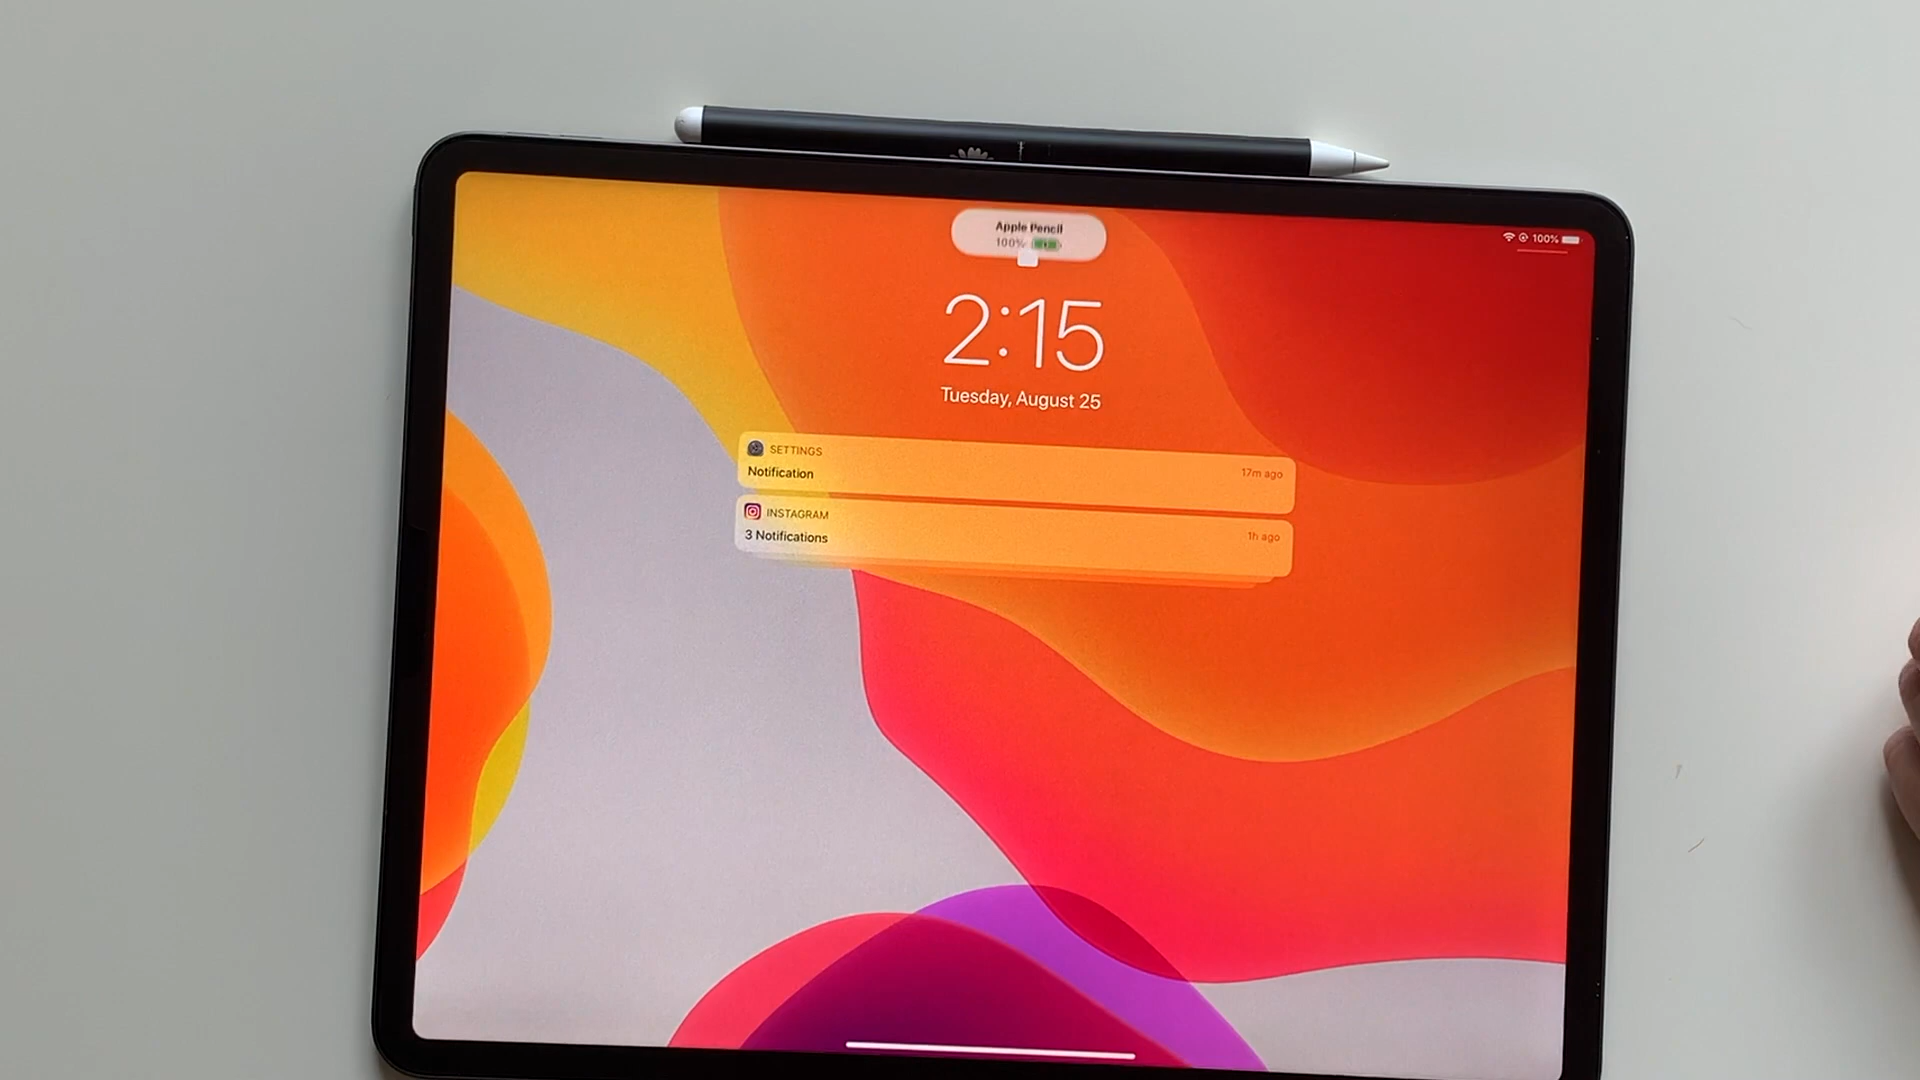 Apple Pencil
100%
100%
2:15
Tuesday, August 25
SETTINGS
Notification
17m ago
INSTAGRAM
3 Notifications
1h ago